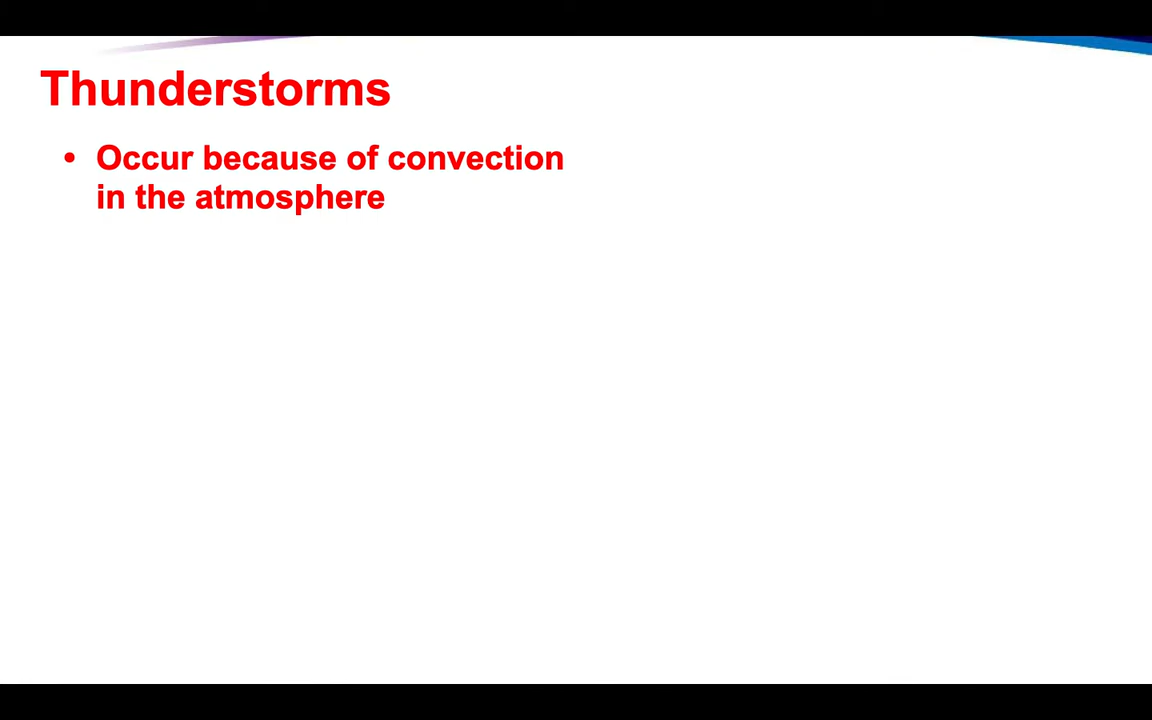 Thunderstorms
• Occur because of convection
in the atmosphere